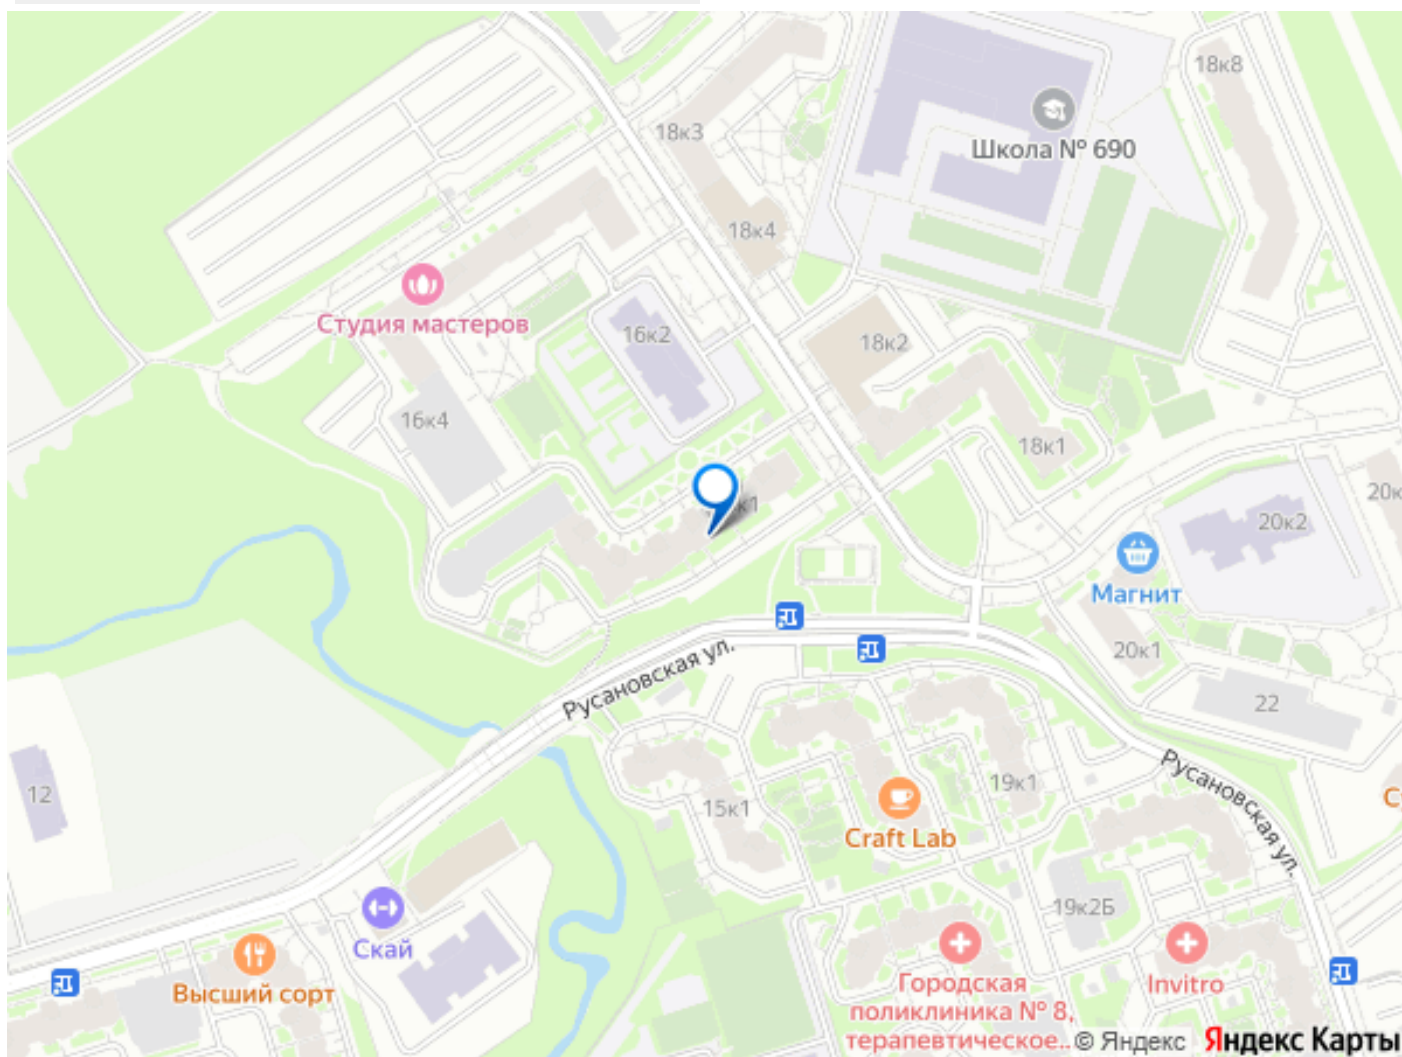 18к8
18к3
Школа № 690
18к4
Студия мастеров
16к2
18к2
16к4
18к1
20к
к1
20к2
Магнит
20к1
Русановская ул.
22
12
15к1
19к1
Русановская ул.
С
Craft Lab
19к2Б
Скай
Высший сорт
Городская
поликлиника № 8,
терапевтическое...
Invitro
© Яндекс Яндекс Карты